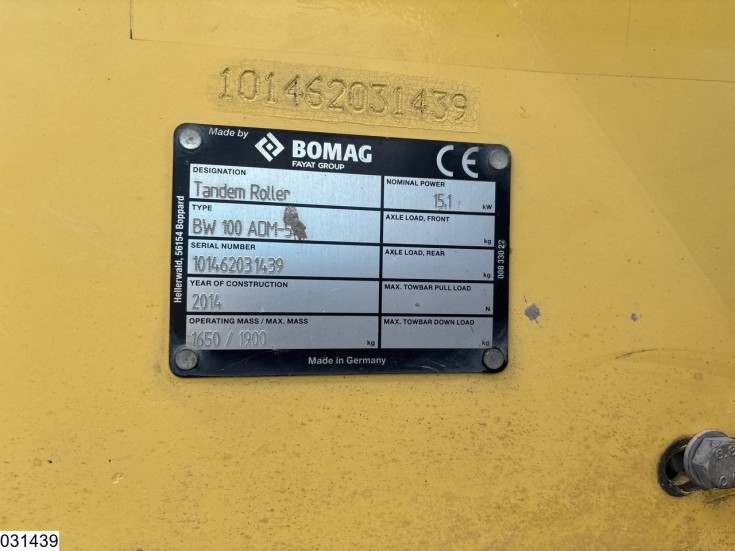 101462031439
Made by BOMAG CE
FAYAT GROUP
DESIGNATION
Tandem Roller
NOMINAL POWER
15.1 kW
TYPE
BW 100 ADM-5
AXLE LOAD, FRONT
kg
SERIAL NUMBER
101462031439
AXLE LOAD, REAR
kg
YEAR OF CONSTRUCTION
2014
MAX. TOWBAR PULL LOAD
- N
OPERATING MASS / MAX. MASS
1650 / 1900 kg
MAX. TOWBAR DOWN LOAD
kg
Made in Germany
Hellerwald, 56154 Boppard
008 330 22
8.8
031439